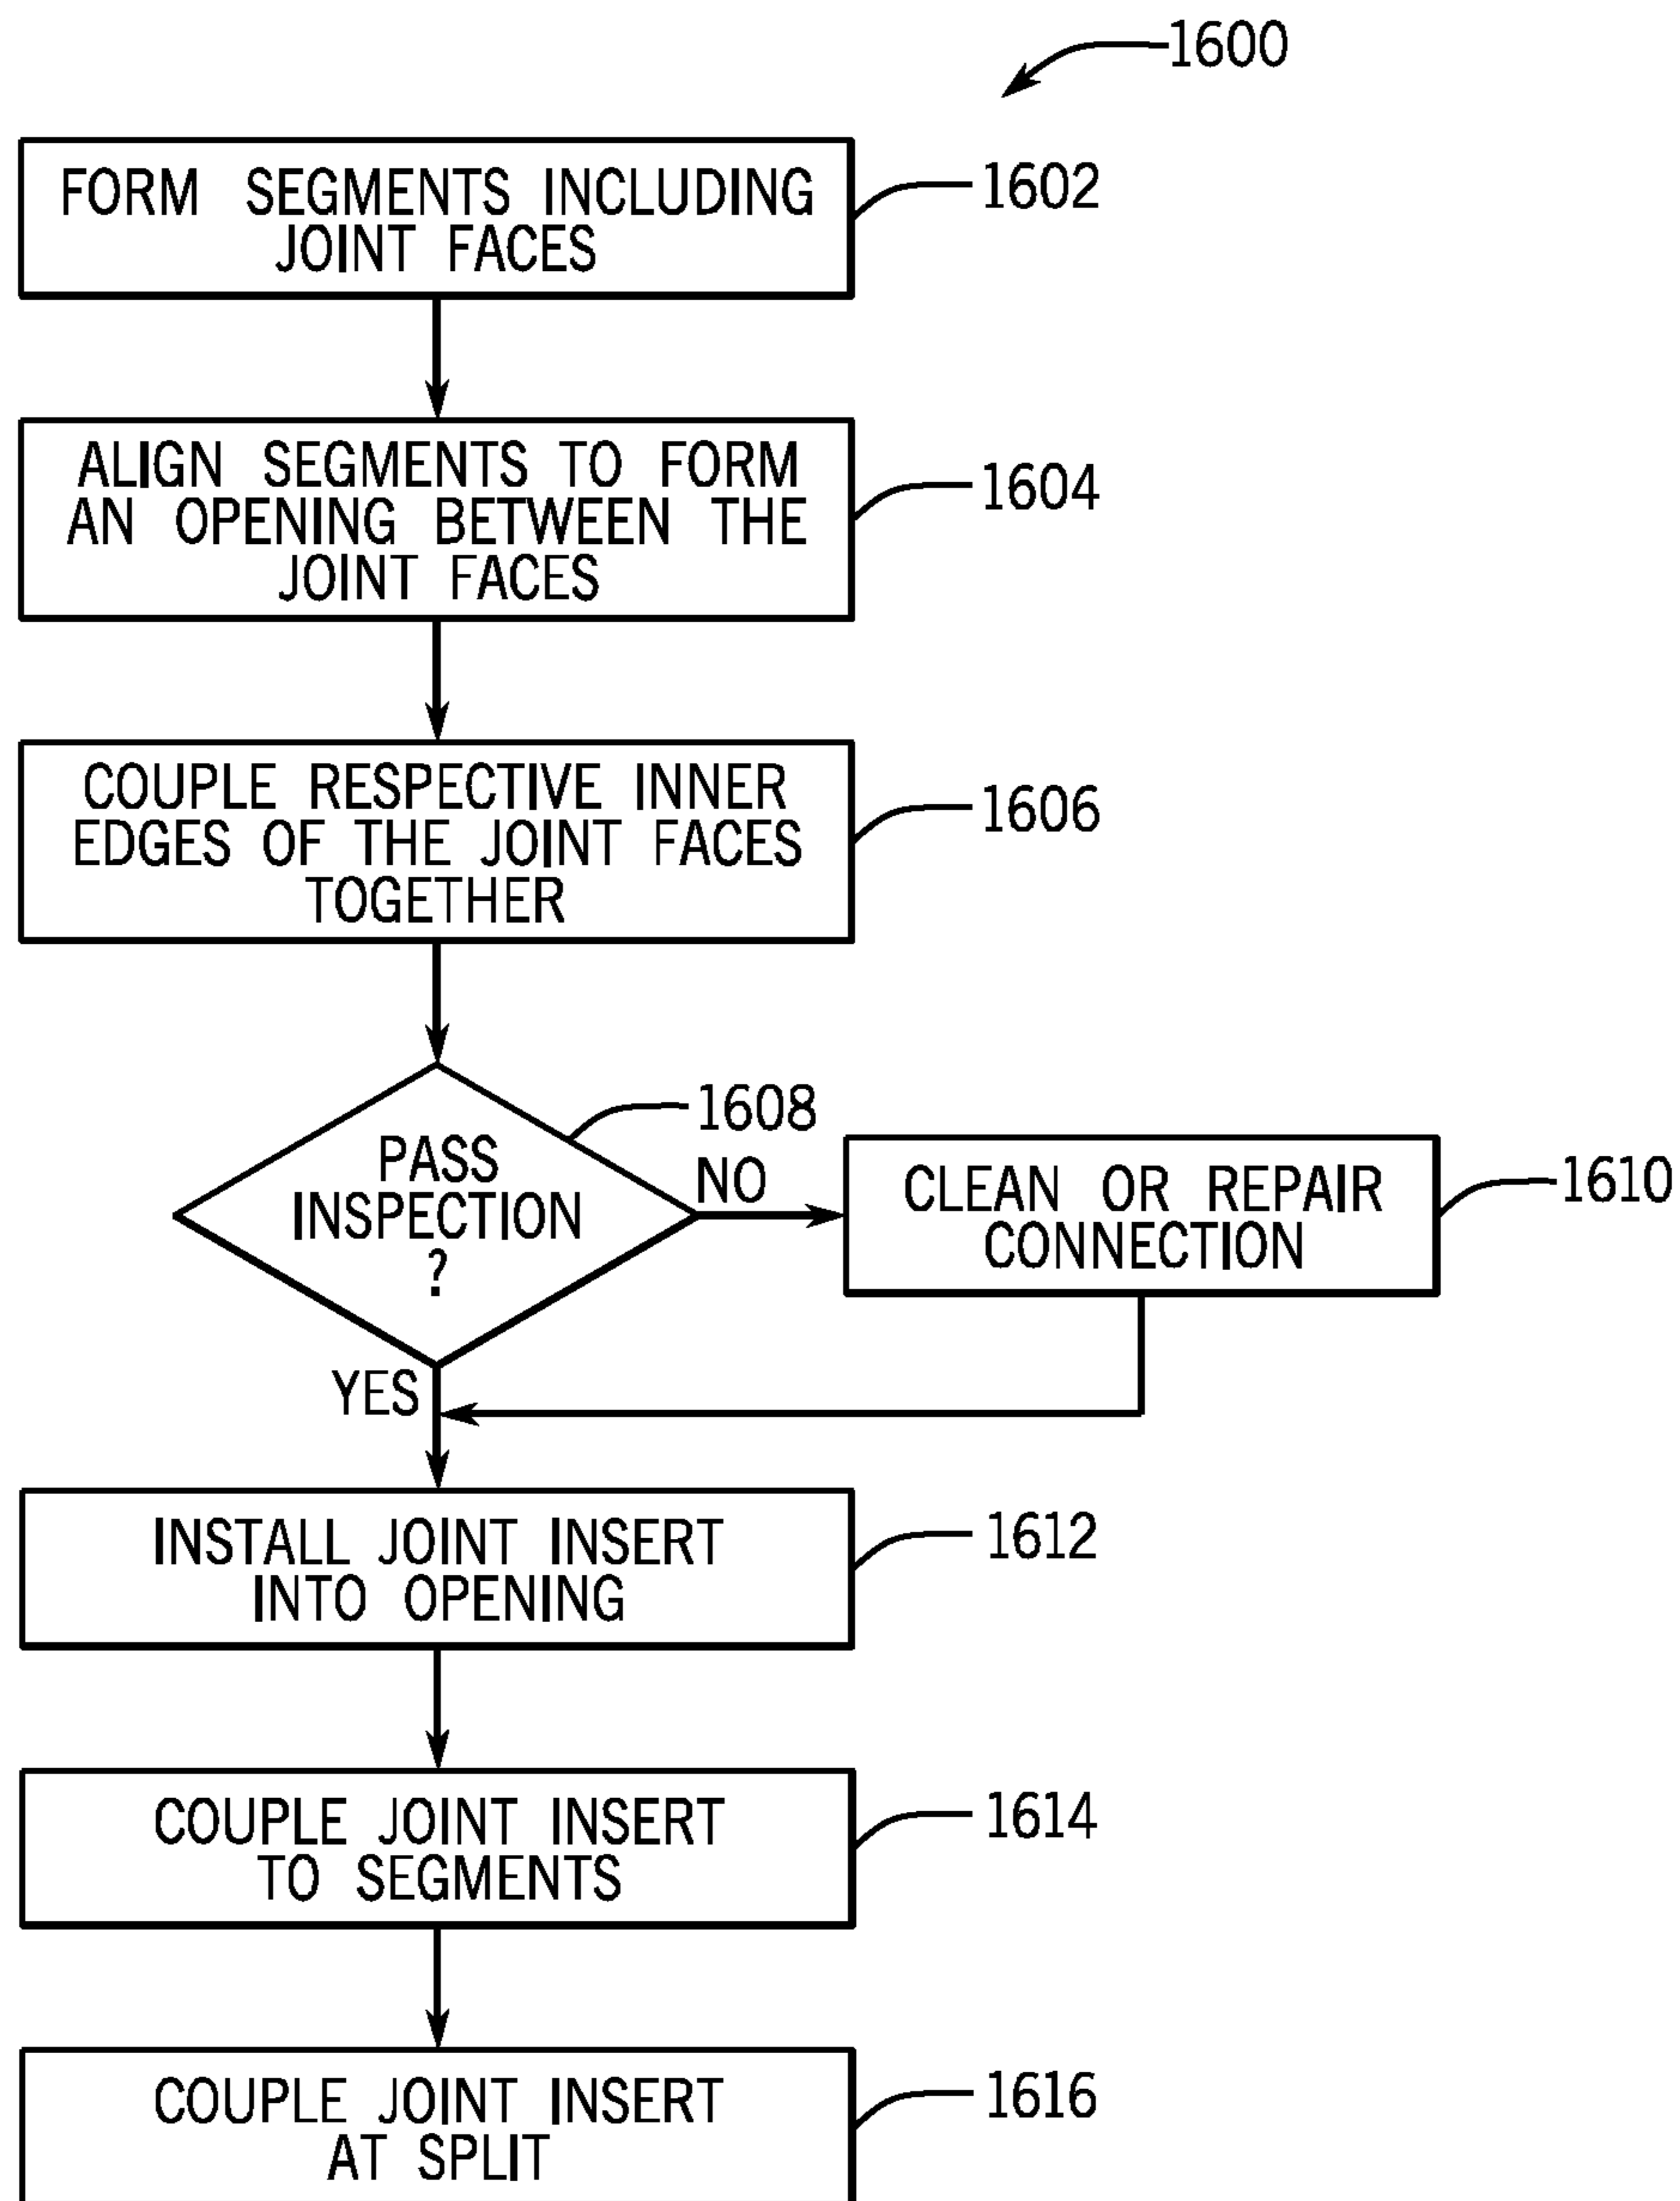 1600
FORM SEGMENTS INCLUDING
JOINT FACES
1602
ALIGN SEGMENTS TO FORM
AN OPENING BETWEEN THE
JOINT FACES
1604
COUPLE RESPECTIVE INNER
EDGES OF THE JOINT FACES
TOGETHER
1606
PASS
INSPECTION
?
1608
NO
CLEAN OR REPAIR
CONNECTION
1610
YES
INSTALL JOINT INSERT
INTO OPENING
1612
COUPLE JOINT INSERT
TO SEGMENTS
1614
COUPLE JOINT INSERT
AT SPLIT
1616